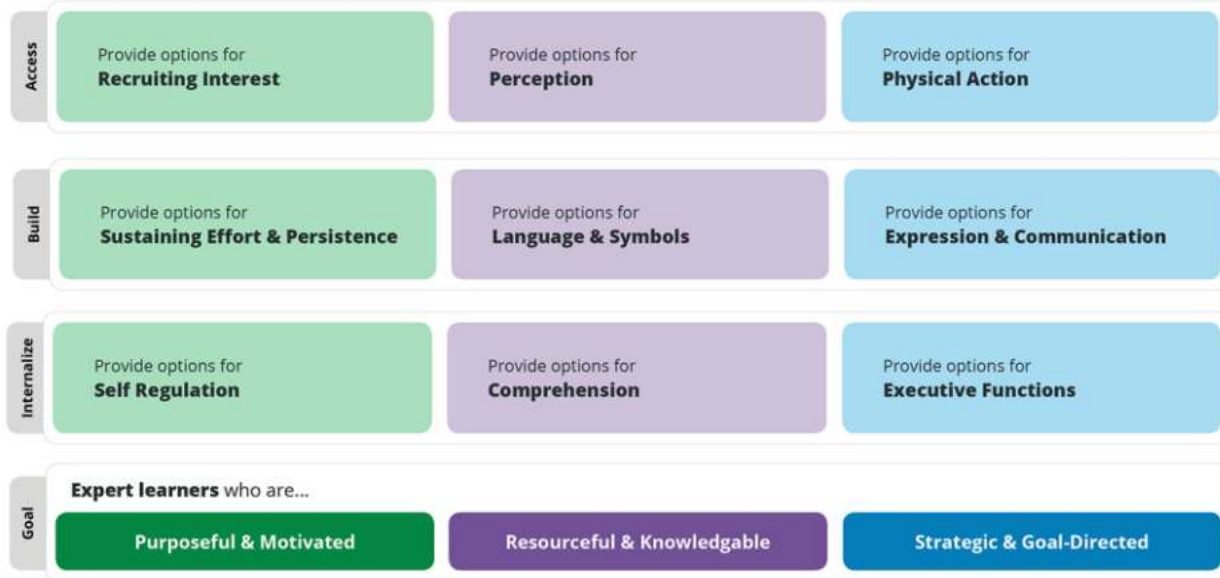 Access
Provide options for
Recruiting Interest
Provide options for
Perception
Provide options for
Physical Action
Build
Provide options for
Sustaining Effort & Persistence
Provide options for
Language & Symbols
Provide options for
Expression & Communication
Internalize
Provide options for
Self Regulation
Provide options for
Comprehension
Provide options for
Executive Functions
Goal
Expert learners who are...
Purposeful & Motivated
Resourceful & Knowledgable
Strategic & Goal-Directed